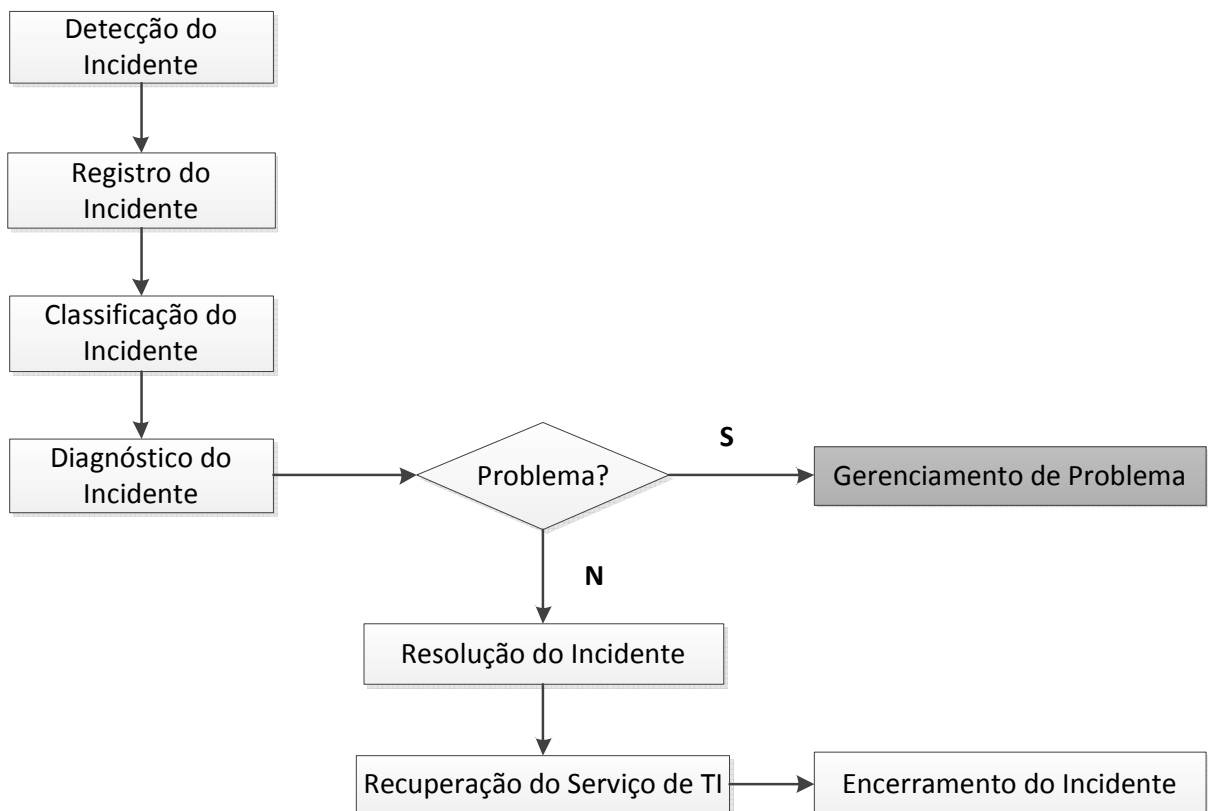 Detecção do
Incidente
Registro do
Incidente
Classificação do
Incidente
Diagnóstico do
Incidente
Problema?
S
Gerenciamento de Problema
N
Resolução do Incidente
Recuperação do Serviço de TI
Encerramento do Incidente